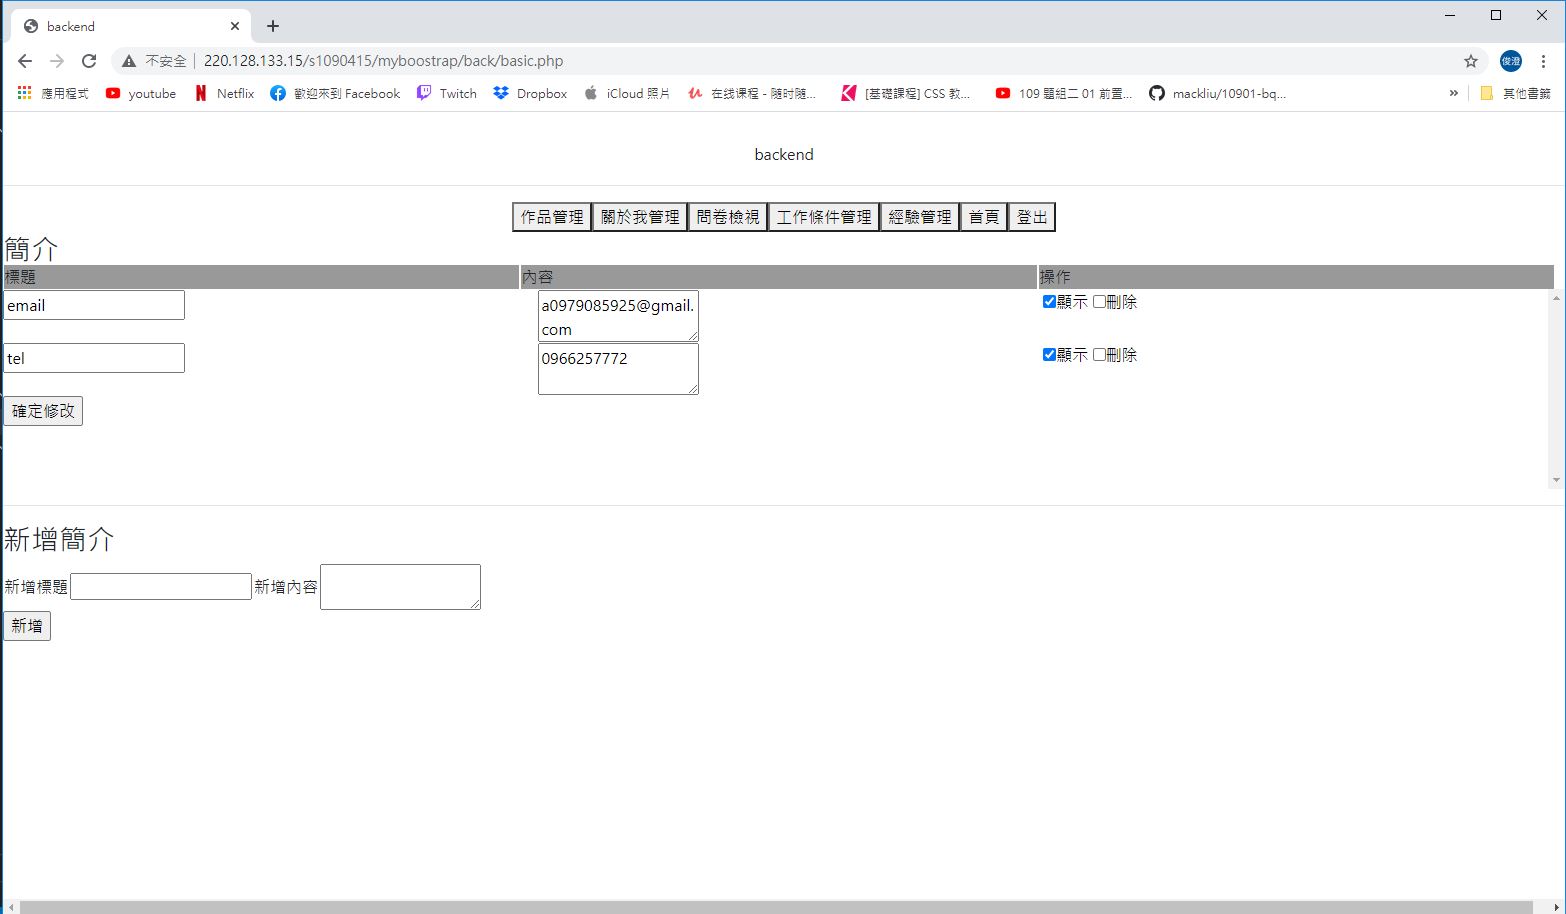 backend
不安全 220.128.133.15/s1090415/myboostrap/back/basic.php 俊澄
應用程式 youtube Netflix 歡迎來到 Facebook Twitch Dropbox iCloud 照片 在线课程 - 随时随... [基礎課程] CSS 教... 109 題組二 01 前置... mackliu/10901-bq... » 其他書籤
backend
作品管理 關於我管理 問卷檢視 工作條件管理 經驗管理 首頁 登出
簡介
標題 內容 操作
email a0979085925@gmail. 顯示 刪除
com
tel 0966257772 顯示 刪除
確定修改
新增簡介
新增標題 新增內容
新增